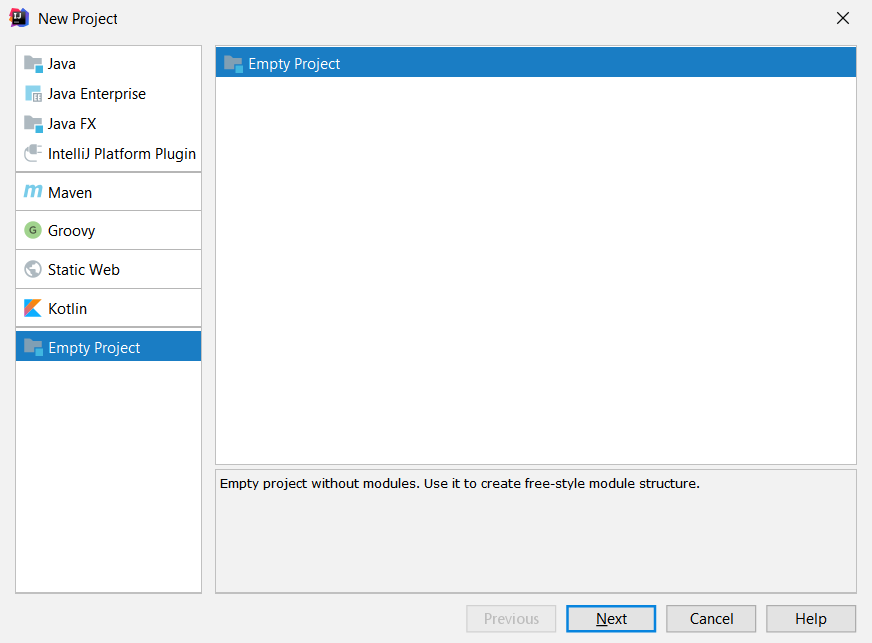 New Project
Java
Java Enterprise
Java FX
IntelliJ Platform Plugin
Maven
Groovy
Static Web
Kotlin
Empty Project
Empty Project
Empty project without modules. Use it to create free-style module structure.
Previous
Next
Cancel
Help